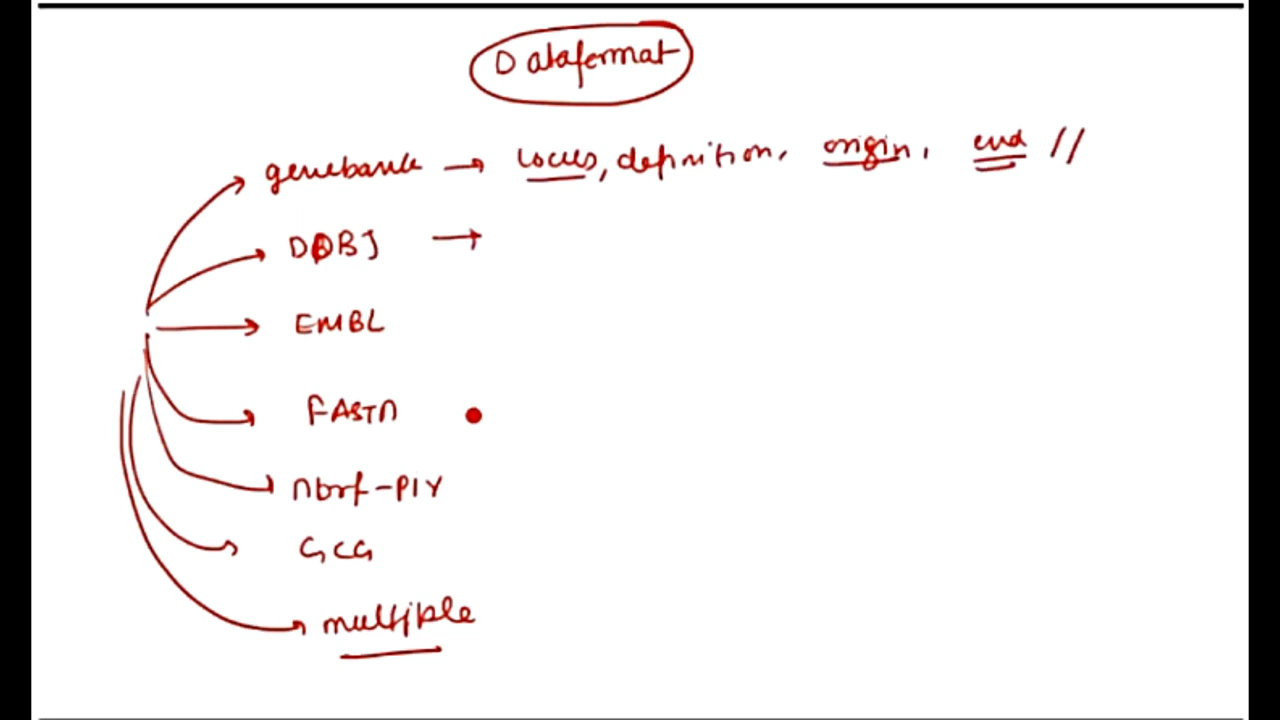 Dataformat
genebank → locus, definition, origin, end //
DDBJ →
EMBL
FASTA
nbrf-PIR
GCG
multiple